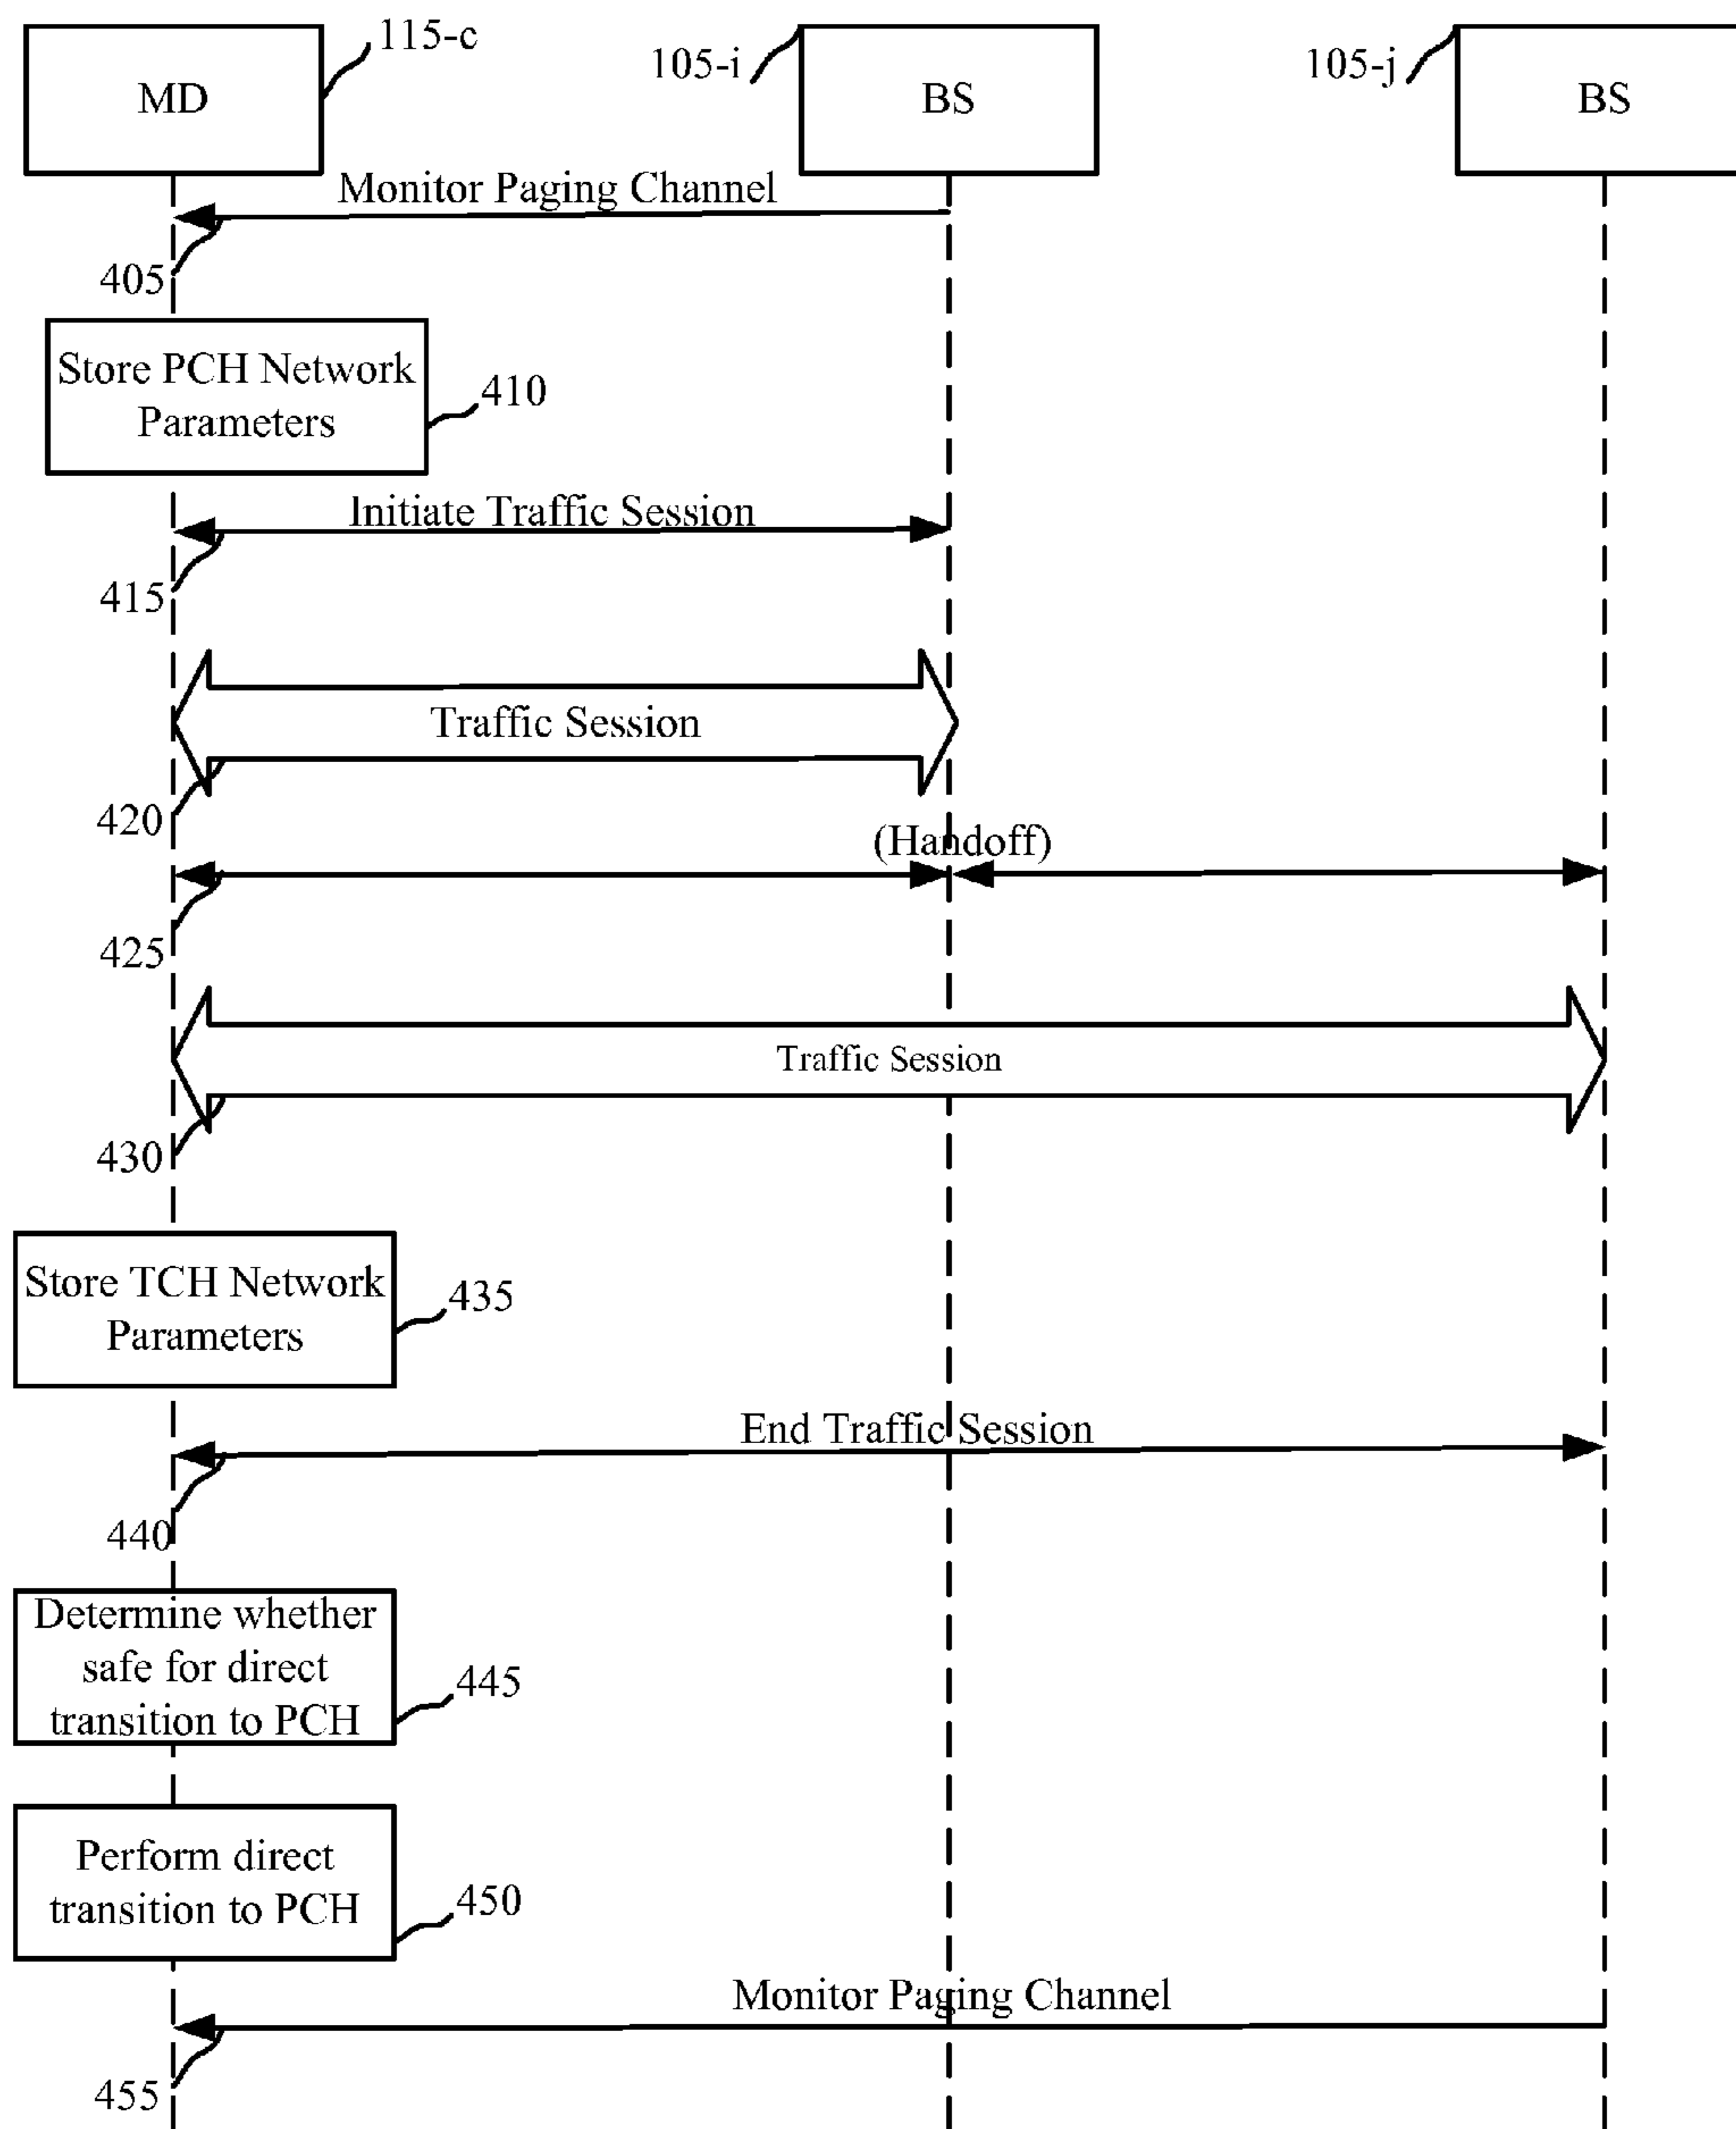 115-c
105-i
105-j
MD
BS
BS
Monitor Paging Channel
405
Store PCH Network
Parameters
410
Initiate Traffic Session
415
Traffic Session
420
(Handoff)
425
Traffic Session
430
Store TCH Network
Parameters
435
End Traffic Session
440
Determine whether
safe for direct
transition to PCH
445
Perform direct
transition to PCH
450
Monitor Paging Channel
455